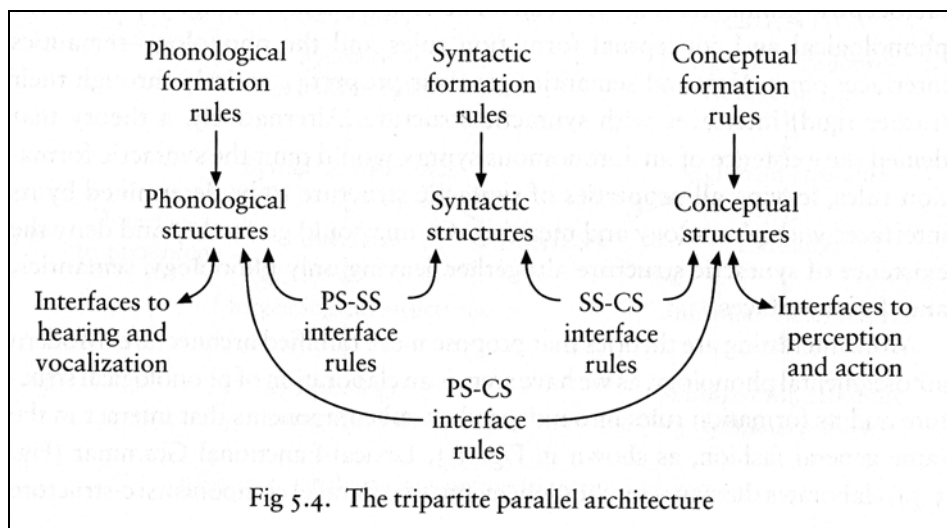 Phonological
formation
rules
Syntactic
formation
rules
Conceptual
formation
rules
Phonological
structures
Syntactic
structures
Conceptual
structures
Interfaces to
hearing and
vocalization
PS-SS
interface
rules
SS-CS
interface
rules
Interfaces to
perception
and action
PS-CS
interface
rules
Fig 5.4. The tripartite parallel architecture